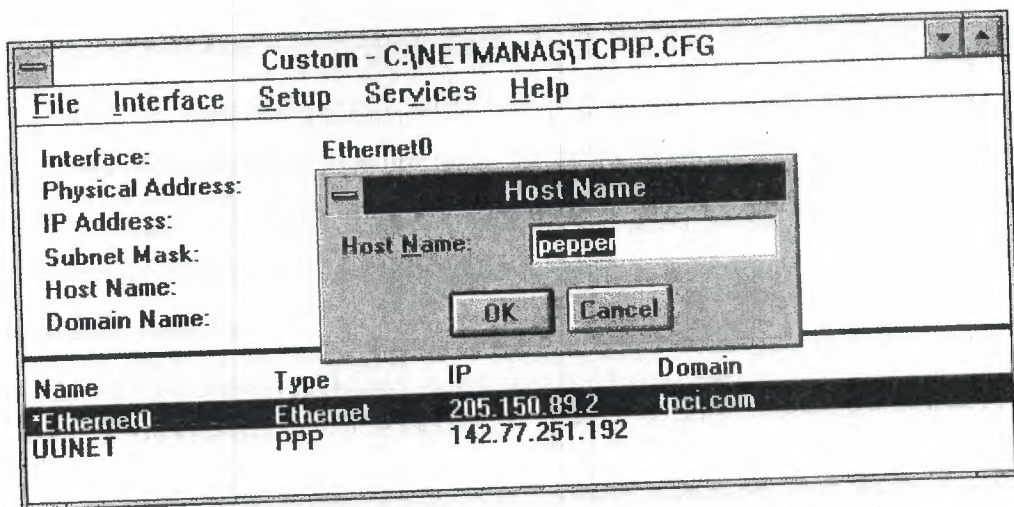 Custom - C:\NETMANAG\TCPIP.CFG
File Interface Setup Services Help
Interface: Ethernet0
Physical Address:
IP Address:
Subnet Mask:
Host Name:
Domain Name:
Host Name
Host Name: pepper
OK Cancel
Name Type IP Domain
*Ethernet0 Ethernet 205.150.89.2 tpci.com
UUNET PPP 142.77.251.192